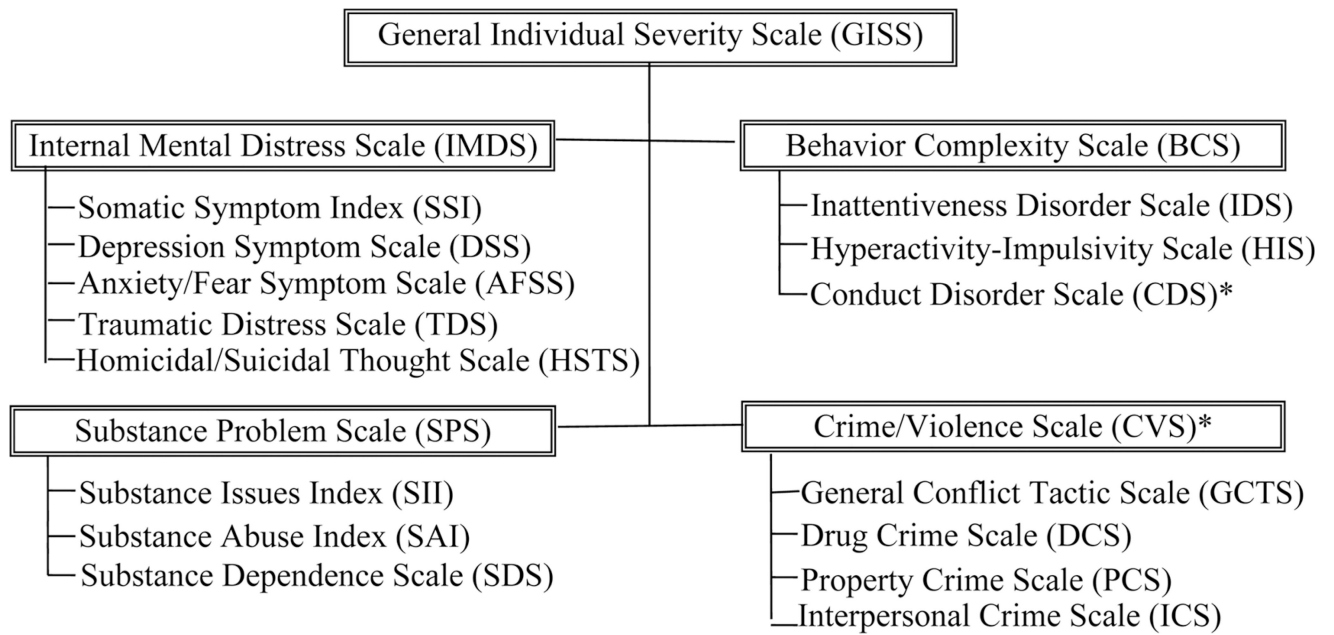 General Individual Severity Scale (GISS)
Internal Mental Distress Scale (IMDS)
Somatic Symptom Index (SSI)
Depression Symptom Scale (DSS)
Anxiety/Fear Symptom Scale (AFSS)
Traumatic Distress Scale (TDS)
Homicidal/Suicidal Thought Scale (HSTS)
Behavior Complexity Scale (BCS)
Inattentiveness Disorder Scale (IDS)
Hyperactivity-Impulsivity Scale (HIS)
Conduct Disorder Scale (CDS)*
Substance Problem Scale (SPS)
Substance Issues Index (SII)
Substance Abuse Index (SAI)
Substance Dependence Scale (SDS)
Crime/Violence Scale (CVS)*
General Conflict Tactic Scale (GCTS)
Drug Crime Scale (DCS)
Property Crime Scale (PCS)
Interpersonal Crime Scale (ICS)